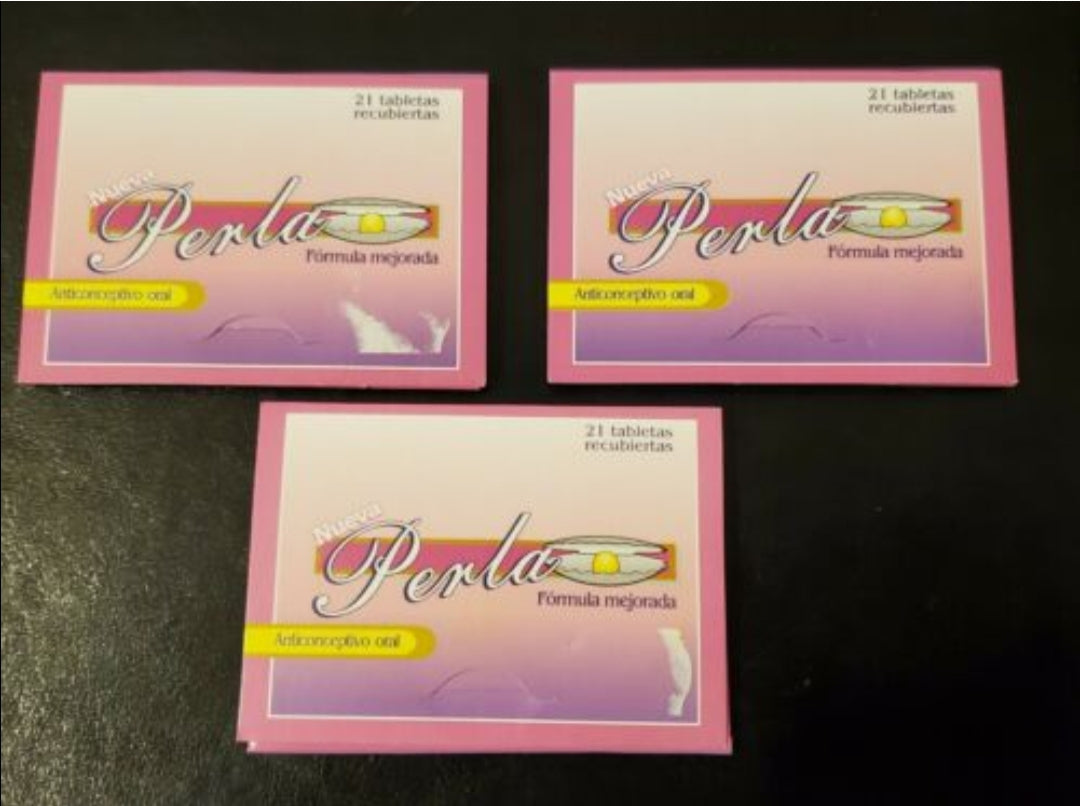 21 tabletas
recubiertas
Nueva
Perla
Fórmula mejorada
Anticonceptivo oral
21 tabletas
recubiertas
Nueva
Perla
Fórmula mejorada
Anticonceptivo oral
21 tabletas
recubiertas
Nueva
Perla
Fórmula mejorada
Anticonceptivo oral